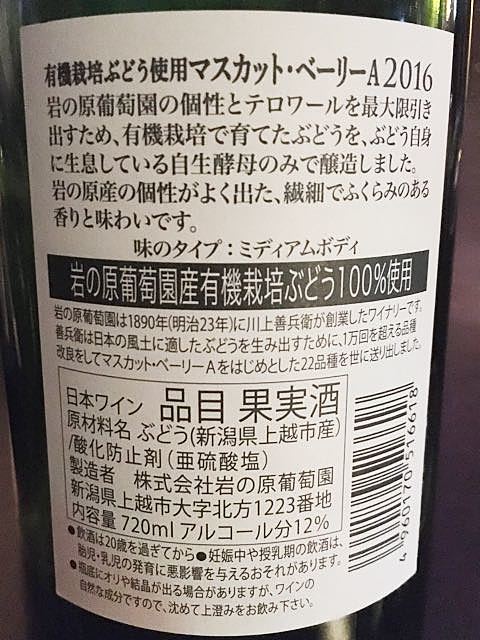 有機栽培ぶどう使用マスカット・ベーリーA2016
岩の原葡萄園の個性とテロワールを最大限引き
出すため、有機栽培で育てたぶどうを、ぶどう自身
に生息している自生酵母のみで醸造しました。
岩の原産の個性がよく出た、繊細でふくらみのある
香りと味わいです。
味のタイプ：ミディアムボディ
岩の原葡萄園産有機栽培ぶどう100%使用
岩の原葡萄園は1890年(明治23年)に川上善兵衛が創業したワイナリーです。
善兵衛は日本の風土に適したぶどうを生み出すために、1万回を超える品種
改良をしてマスカット・ベーリーAをはじめとした22品種を世に送り出しました。
日本ワイン 品目 果実酒
原材料名 ぶどう(新潟県上越市産)
/酸化防止剤(亜硫酸塩)
製造者 株式会社岩の原葡萄園
新潟県上越市大字北方1223番地
内容量 720ml アルコール分12%
●飲酒は20歳を過ぎてから ●妊娠中や授乳期の飲酒は、
胎児・乳児の発育に悪影響を与えるおそれがあります。
●瓶底にオリや結晶が出る場合がありますが、ワインの
自然な成分ですので、沈めて上澄みをお飲み下さい。
4 960170 516618